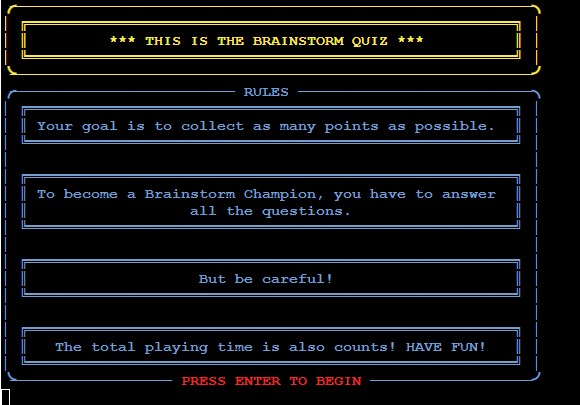 *** THIS IS THE BRAINSTORM QUIZ ***
RULES
Your goal is to collect as many points as possible.
To become a Brainstorm Champion, you have to answer
all the questions.
But be careful!
The total playing time is also counts! HAVE FUN!
PRESS ENTER TO BEGIN